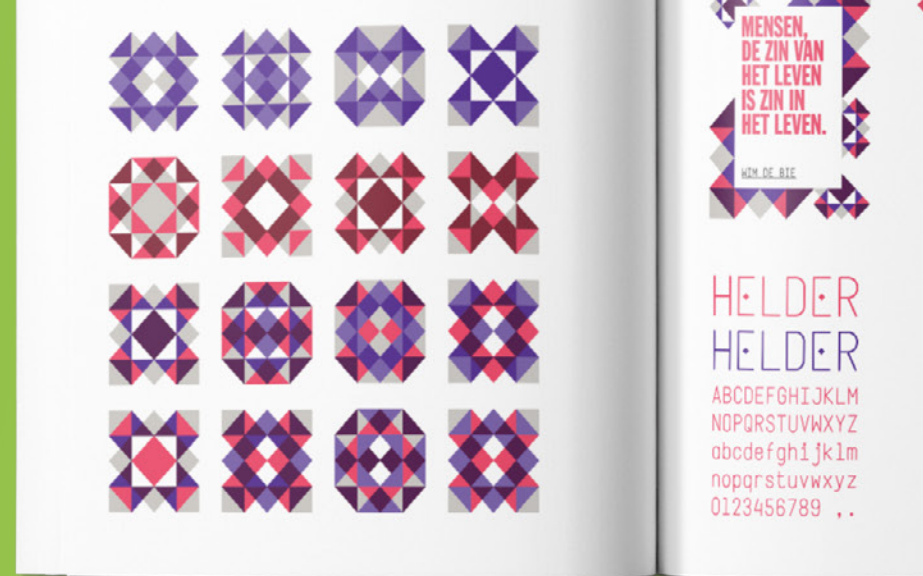 MENSEN,
DE ZIN VAN
HET LEVEN
IS ZIN IN
HET LEVEN.
WIM DE BIE
HELDER
HELDER
ABCDEFGHIJKLM
NOPQRSTUVWXYZ
abcdefghijklm
nopqrstuvwxyz
0123456789 ,.